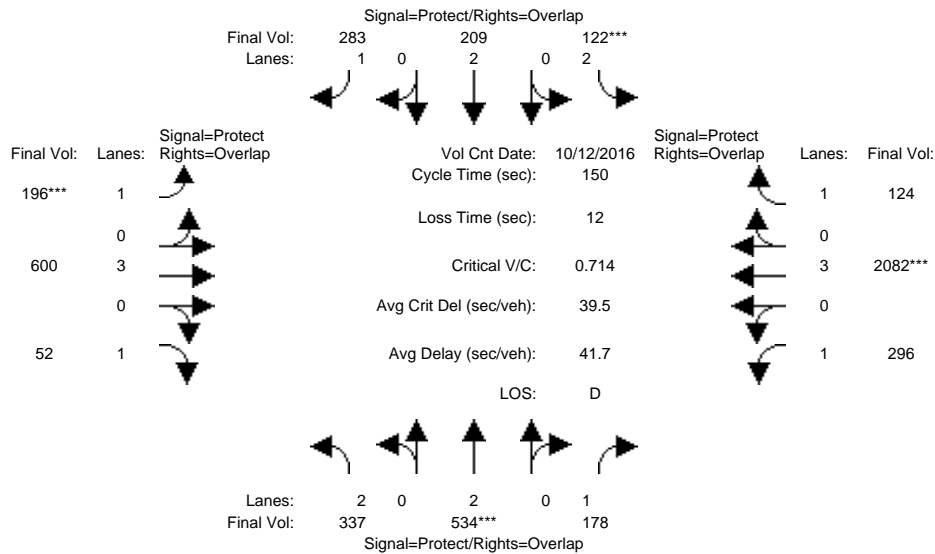 Signal=Protect/Rights=Overlap
Final Vol: 283 209 122***
Lanes: 1 0 2 0 2
Signal=Protect Signal=Protect
Final Vol: Lanes: Rights=Overlap Vol Cnt Date: 10/12/2016 Rights=Overlap Lanes: Final Vol:
Cycle Time (sec): 150
196*** 1 1 124
Loss Time (sec): 12
0 0
600 3 Critical V/C: 0.714 3 2082***
0 Avg Crit Del (sec/veh): 39.5 0
52 1 Avg Delay (sec/veh): 41.7 1 296
LOS: D
Lanes: 2 0 2 0 1
Final Vol: 337 534*** 178
Signal=Protect/Rights=Overlap